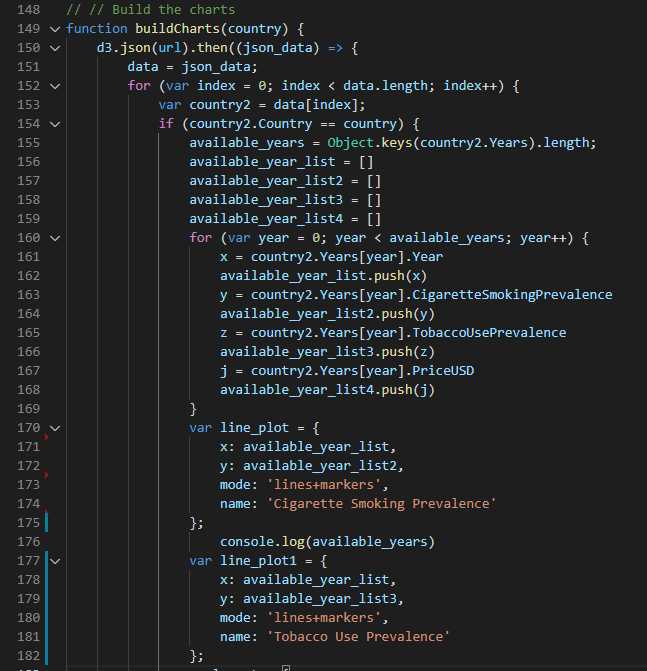 148 // // Build the charts
149 function buildCharts(country) {
150 d3.json(url).then((json_data) => {
151 data = json_data;
152 for (var index = 0; index < data.length; index++) {
153 var country2 = data[index];
154 if (country2.Country == country) {
155 available_years = Object.keys(country2.Years).length;
156 available_year_list = []
157 available_year_list2 = []
158 available_year_list3 = []
159 available_year_list4 = []
160 for (var year = 0; year < available_years; year++) {
161 x = country2.Years[year].Year
162 available_year_list.push(x)
163 y = country2.Years[year].CigaretteSmokingPrevalence
164 available_year_list2.push(y)
165 z = country2.Years[year].TobaccoUsePrevalence
166 available_year_list3.push(z)
167 j = country2.Years[year].PriceUSD
168 available_year_list4.push(j)
169 }
170 var line_plot = {
171 x: available_year_list,
172 y: available_year_list2,
173 mode: 'lines+markers',
174 name: 'Cigarette Smoking Prevalence'
175 };
176 console.log(available_years)
177 var line_plot1 = {
178 x: available_year_list,
179 y: available_year_list3,
180 mode: 'lines+markers',
181 name: 'Tobacco Use Prevalence'
182 };